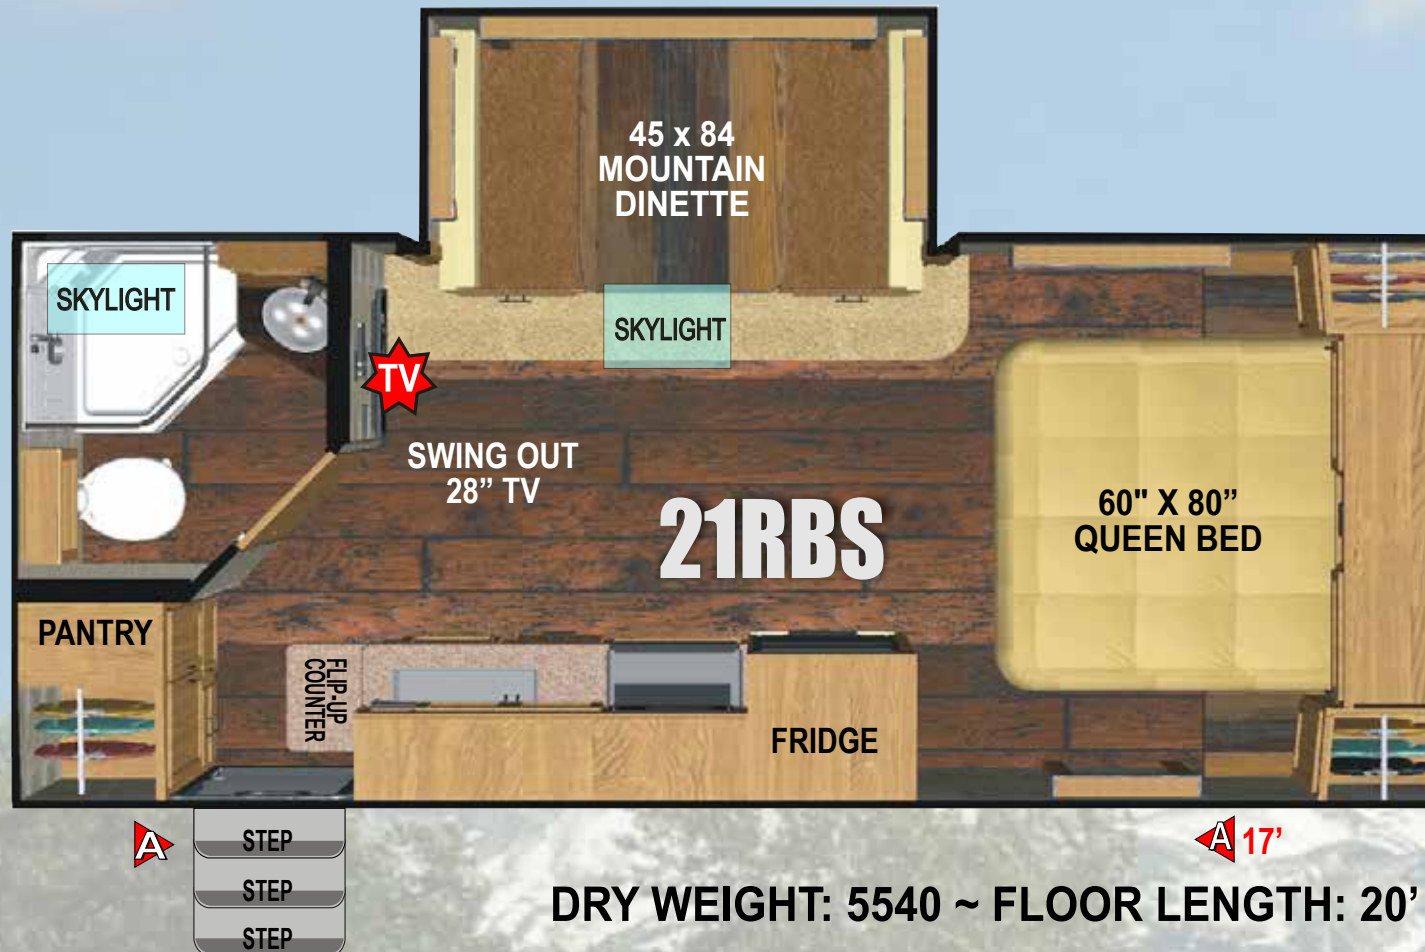 45 x 84
MOUNTAIN
DINETTE
SKYLIGHT
SKYLIGHT
TV
SWING OUT
28” TV
21RBS
60" X 80”
QUEEN BED
PANTRY
FLIP-UP
COUNTER
FRIDGE
A
STEP
STEP
STEP
A 17’
DRY WEIGHT: 5540 ~ FLOOR LENGTH: 20’